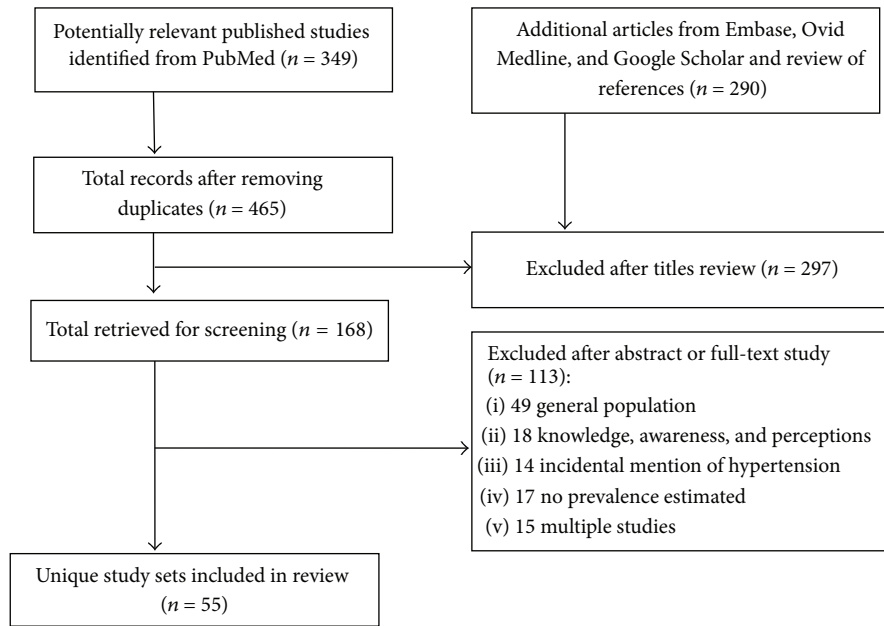 Potentially relevant published studies
identified from PubMed (n = 349)
Additional articles from Embase, Ovid
Medline, and Google Scholar and review of
references (n = 290)
Total records after removing
duplicates (n = 465)
Excluded after titles review (n = 297)
Total retrieved for screening (n = 168)
Excluded after abstract or full-text study
(n = 113):
(i) 49 general population
(ii) 18 knowledge, awareness, and perceptions
(iii) 14 incidental mention of hypertension
(iv) 17 no prevalence estimated
(v) 15 multiple studies
Unique study sets included in review
(n = 55)